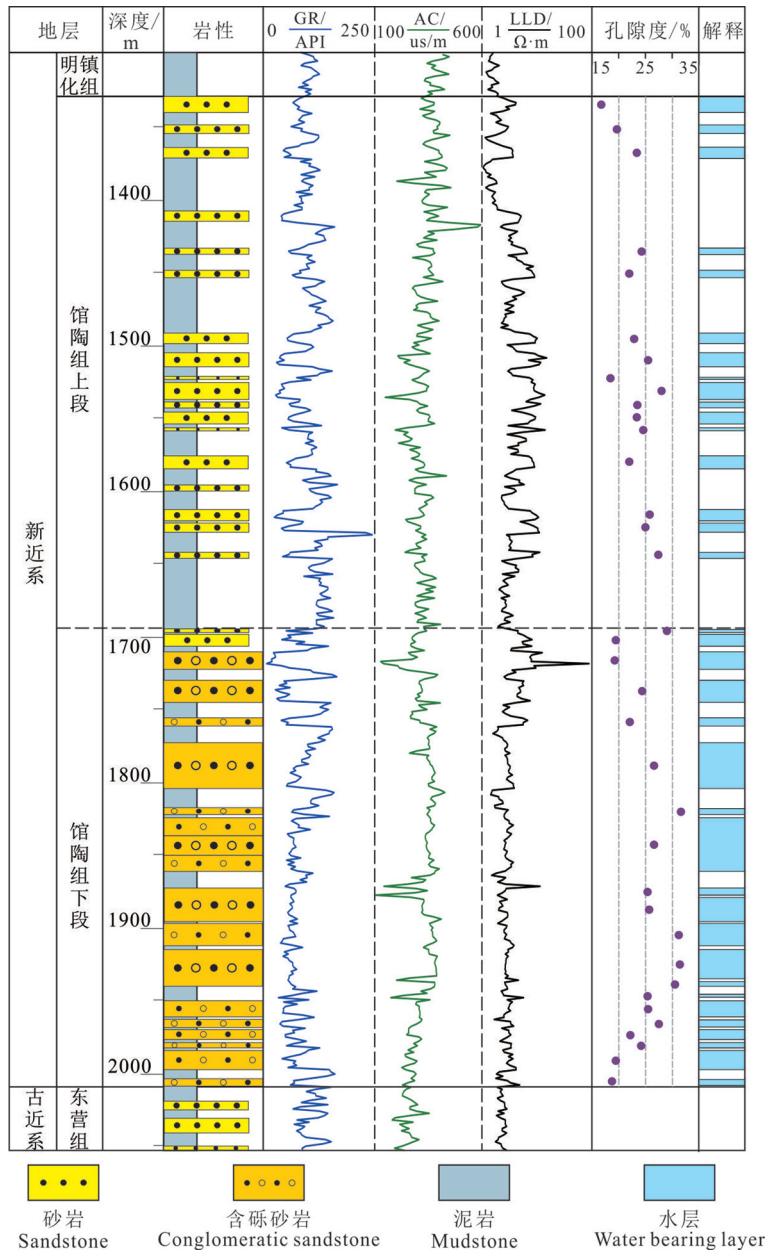 地层
深度/
m
岩性
0 GR/ 250
API
100 AC/ 600
us/m
1 LLD/ 100
Ω·m
孔隙度/%
15 25 35
解释
明镇
化组
1400
1500
1600
1700
1800
1900
2000
新近系
馆陶组上段
馆陶组下段
古近系
东营组
砂岩
Sandstone
含砾砂岩
Conglomeratic sandstone
泥岩
Mudstone
水层
Water bearing layer